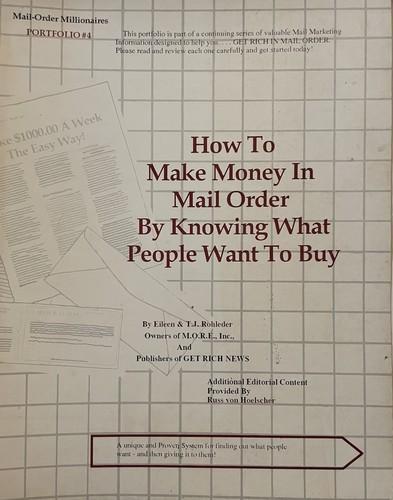 Mail-Order Millionaires
PORTFOLIO #4
This portfolio is part of a continuing series of valuable Mail Marketing
Information designed to help you . . . . GET RICH IN MAIL ORDER.
Please read and review each one carefully and get started today!
$1000.00 A Week
The Easy Way!
How To
Make Money In
Mail Order
By Knowing What
People Want To Buy
By Eileen & T.J. Rohleder
Owners of M.O.R.E., Inc.,
And
Publishers of GET RICH NEWS
Additional Editorial Content
Provided By
Russ von Hoelscher
A unique and Proven System for finding out what people
want - and then giving it to them!